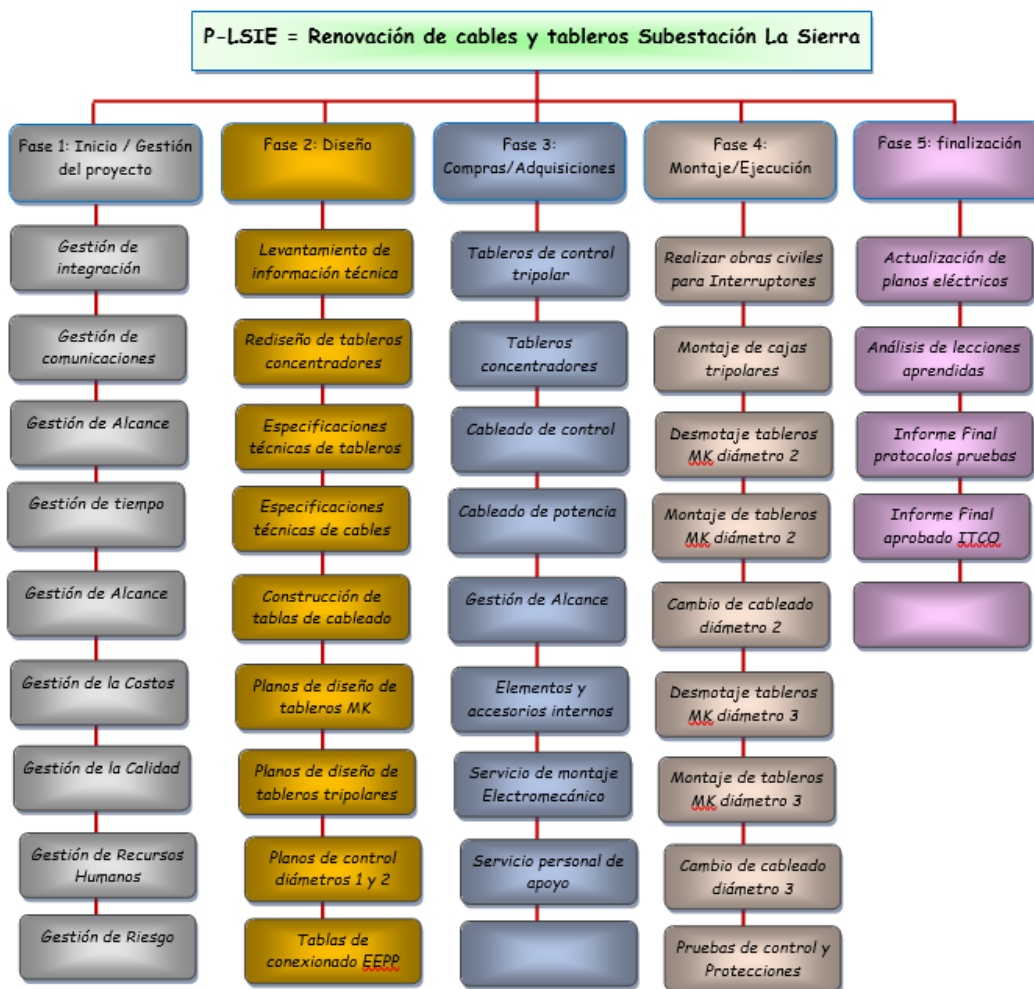 P-LSIE = Renovación de cables y tableros Subestación La Sierra
Fase 1: Inicio / Gestión
del proyecto
Gestión de
integración
Gestión de
comunicaciones
Gestión de Alcance
Gestión de tiempo
Gestión de Alcance
Gestión de la Costos
Gestión de la Calidad
Gestión de Recursos
Humanos
Gestión de Riesgo
Fase 2: Diseño
Levantamiento de
información técnica
Rediseño de tableros
concentradores
Especificaciones
técnicas de tableros
Especificaciones
técnicas de cables
Construcción de
tablas de cableado
Planos de diseño de
tableros MK
Planos de diseño de
tableros tripolares
Planos de control
diámetros 1 y 2
Tablas de
conexionado EEPP
Fase 3:
Compras/Adquisiciones
Tableros de control
tripolar
Tableros
concentradores
Cableado de control
Cableado de potencia
Gestión de Alcance
Elementos y
accesorios internos
Servicio de montaje
Electromecánico
Servicio personal de
apoyo
Fase 4:
Montaje/Ejecución
Realizar obras civiles
para Interruptores
Montaje de cajas
tripolares
Desmotaje tableros
MK diámetro 2
Montaje de tableros
MK diámetro 2
Cambio de cableado
diámetro 2
Desmotaje tableros
MK diámetro 3
Montaje de tableros
MK diámetro 3
Cambio de cableado
diámetro 3
Pruebas de control y
Protecciones
Fase 5: finalización
Actualización de
planos eléctricos
Análisis de lecciones
aprendidas
Informe Final
protocolos pruebas
Informe Final
aprobado ITCO